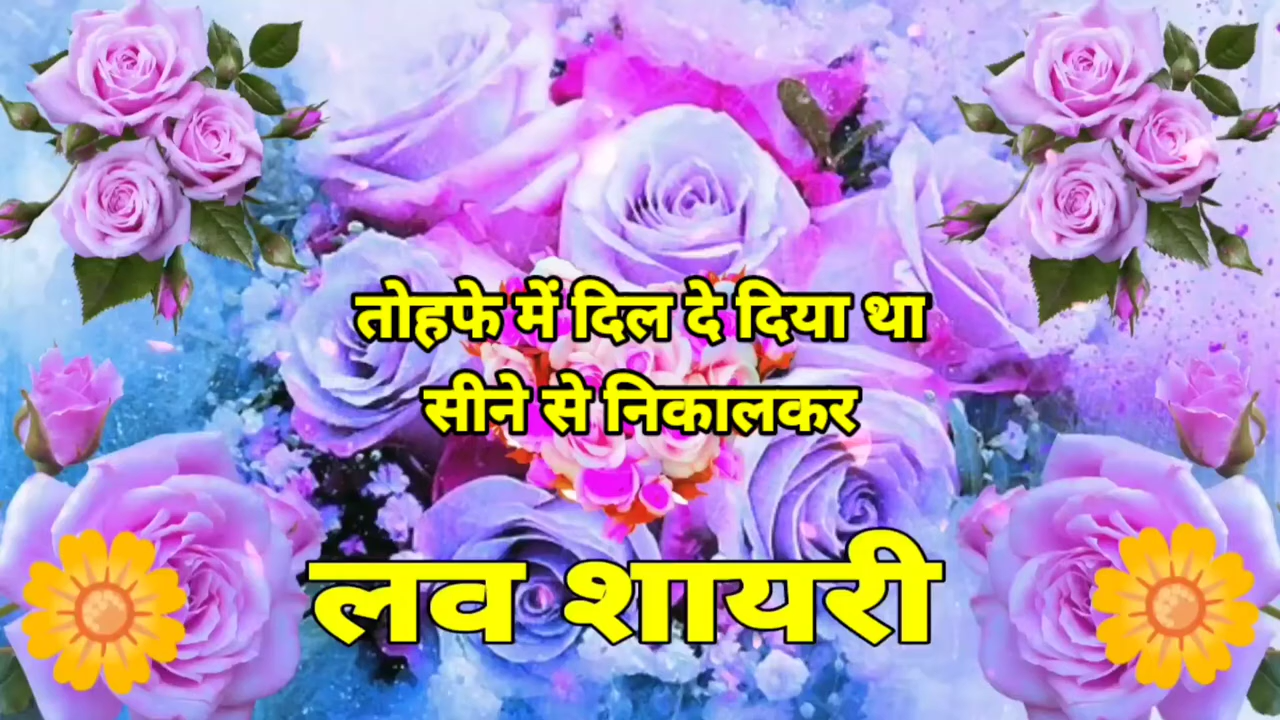 तोहफे में दिल दे दिया था
सीने से निकालकर
लव शायरी